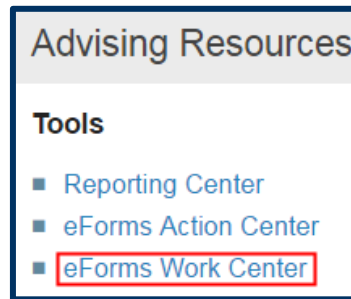 Advising Resources
Tools
Reporting Center
eForms Action Center
eForms Work Center